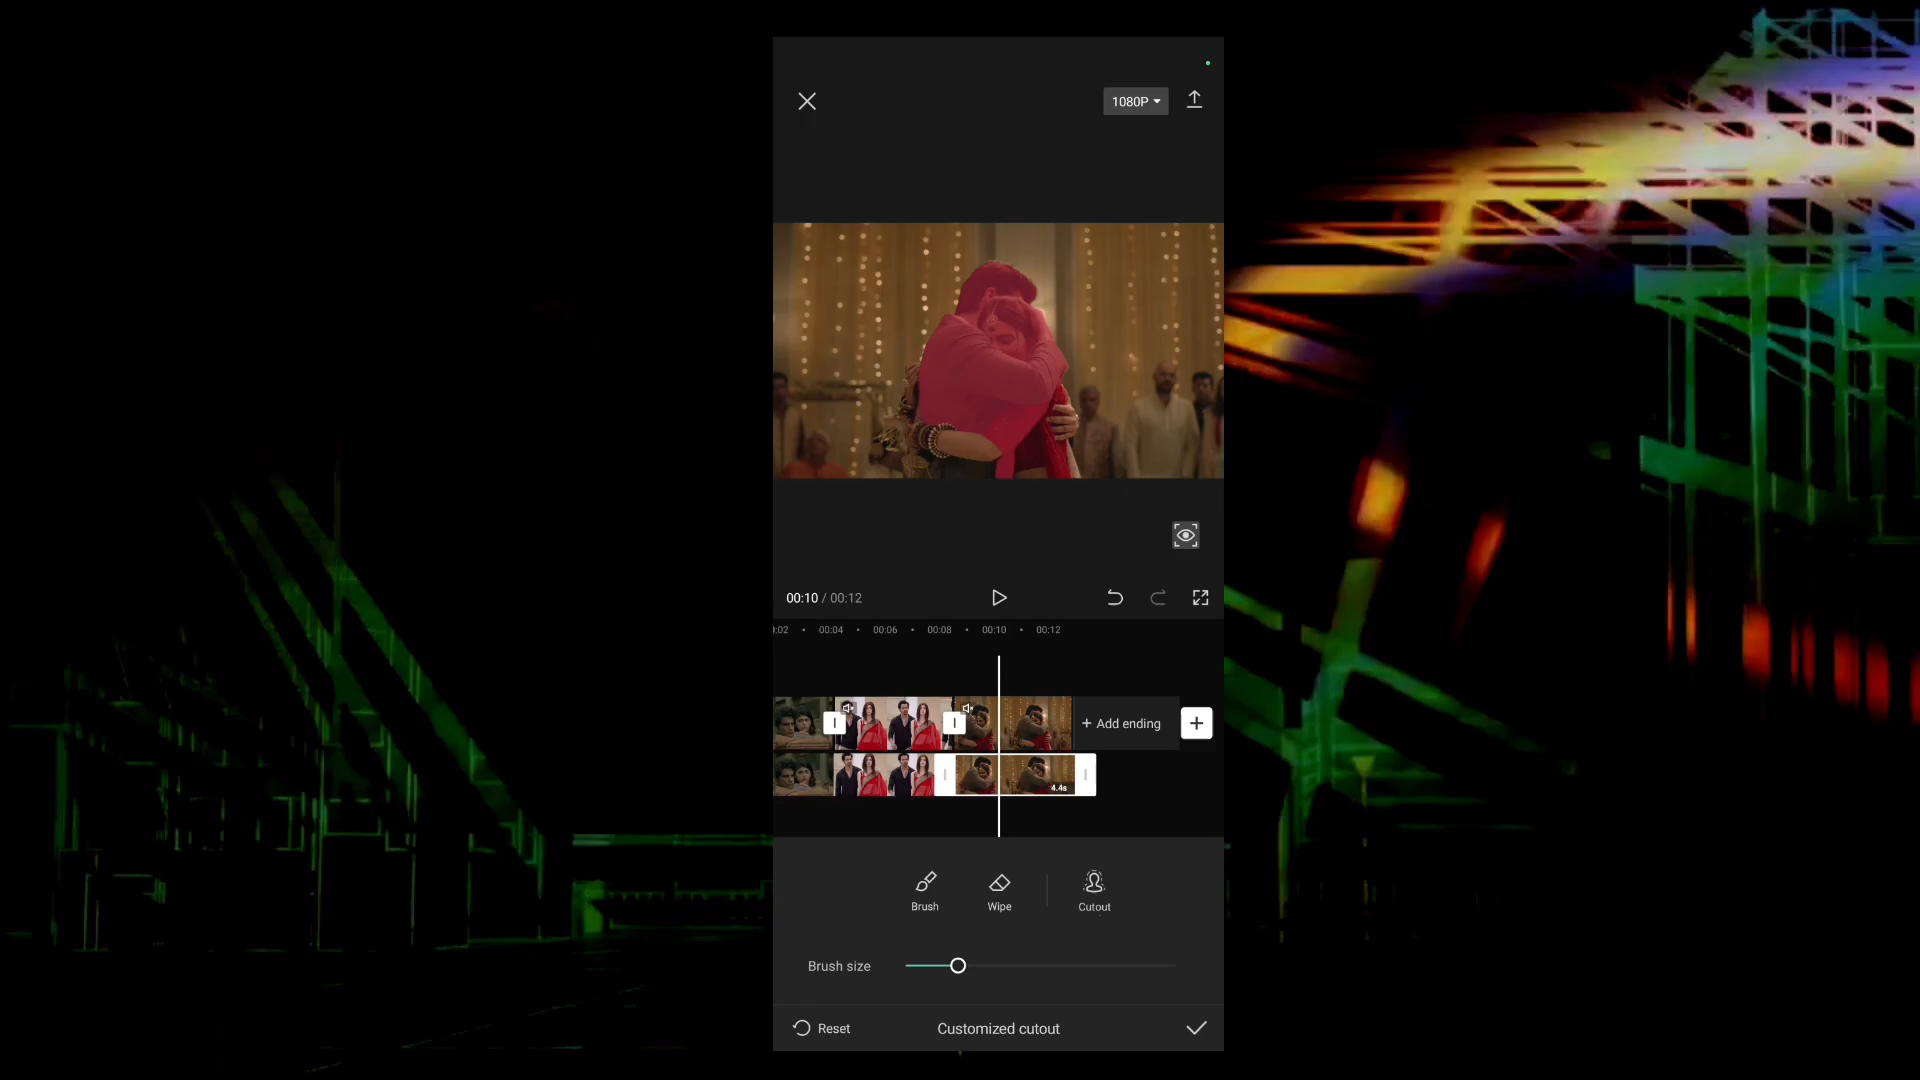 1080P
00:10 / 00:12
00:04
00:06
00:08
00:10
00:12
+ Add ending
4.4s
Brush
Wipe
Cutout
Brush size
Reset
Customized cutout